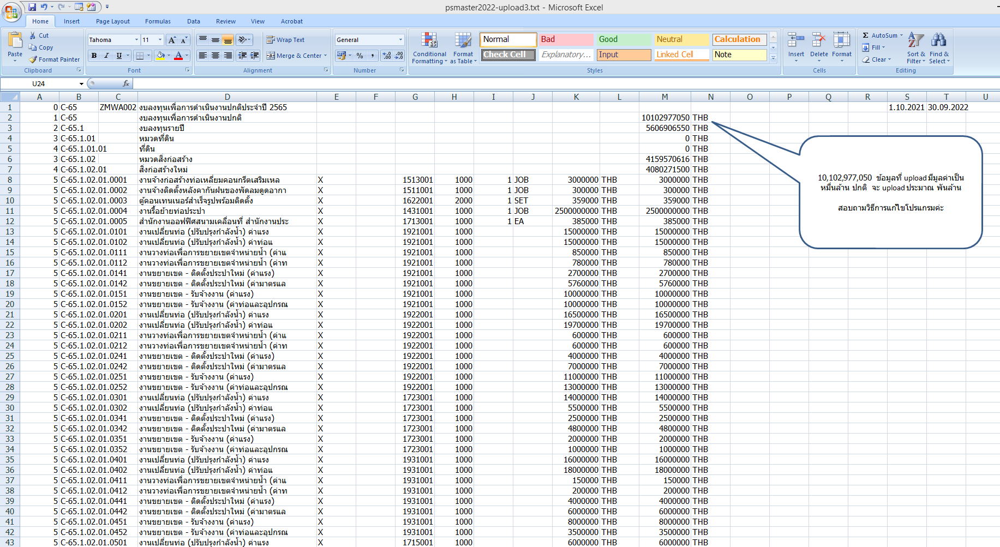 psmaster2022-upload3.txt - Microsoft Excel
Home Insert Page Layout Formulas Data Review View Acrobat
Cut Tahoma 11 Wrap Text General Normal Bad Good Neutral Calculation AutoSum
Copy Fill
Paste Format Painter Merge & Center Conditional Formatting Format as Table Check Cell Explanatory... Input Linked Cell Note Insert Delete Format Clear Sort & Filter Find & Select
Clipboard Font Alignment Number Styles Cells Editing
U24 fx
A B C D E F G H I J K L M N O P Q R S T U
1 0 C-65 ZMWA002 งบลงทุนเพื่อการดำเนินงานปกติประจำปี 2565 1.10.2021 30.09.2022
2 1 C-65 งบลงทุนเพื่อการดำเนินงานปกติ 10102977050 THB
3 2 C-65.1 งบลงทุนรายปี 5606906550 THB
4 3 C-65.1.01 หมวดที่ดิน 0 THB
5 4 C-65.1.01.01 ที่ดิน 0 THB
6 3 C-65.1.02 หมวดสิ่งก่อสร้าง 4159570616 THB
7 4 C-65.1.02.01 สิ่งก่อสร้างใหม่ 4080271500 THB
8 5 C-65.1.02.01.0001 งานจ้างก่อสร้างท่อเหลี่ยมคอนกรีตเสริมเหล X 1513001 1000 1 JOB 3000000 THB 3000000 THB
9 5 C-65.1.02.01.0002 งานจ้างติดตั้งหลังคากันฝนของพัดลมดูดอากา X 1511001 1000 1 JOB 300000 THB 300000 THB
10 5 C-65.1.02.01.0003 ตู้คอนเทนเนอร์สำเร็จรูปพร้อมติดตั้ง X 1622001 2000 1 SET 359000 THB 359000 THB
11 5 C-65.1.02.01.0004 งานรื้อย้ายท่อประปา X 1431001 1000 1 JOB 2500000000 THB 2500000000 THB
12 5 C-65.1.02.01.0005 สำนักงานออฟฟิศสนามเคลื่อนที่ สำนักงานประ X 1713001 1000 1 EA 385000 THB 385000 THB
13 5 C-65.1.02.01.0101 งานเปลี่ยนท่อ (ปรับปรุงกำลังน้ำ) ค่าแรง X 1921001 1000 15000000 THB 15000000 THB
14 5 C-65.1.02.01.0102 งานเปลี่ยนท่อ (ปรับปรุงกำลังน้ำ) ค่าท่อแ X 1921001 1000 15000000 THB 15000000 THB
15 5 C-65.1.02.01.0111 งานวางท่อเพื่อการขยายเขตจำหน่ายน้ำ (ค่าแ X 1921001 1000 850000 THB 850000 THB
16 5 C-65.1.02.01.0112 งานวางท่อเพื่อการขยายเขตจำหน่ายน้ำ (ค่าท X 1921001 1000 780000 THB 780000 THB
17 5 C-65.1.02.01.0141 งานขยายเขต - ติดตั้งประปาใหม่ (ค่าแรง) X 1921001 1000 2700000 THB 2700000 THB
18 5 C-65.1.02.01.0142 งานขยายเขต - ติดตั้งประปาใหม่ (ค่ามาตรแล X 1921001 1000 5760000 THB 5760000 THB
19 5 C-65.1.02.01.0151 งานขยายเขต - รับจ้างงาน (ค่าแรง) X 1921001 1000 10000000 THB 10000000 THB
20 5 C-65.1.02.01.0152 งานขยายเขต - รับจ้างงาน (ค่าท่อและอุปกรณ X 1921001 1000 10000000 THB 10000000 THB
21 5 C-65.1.02.01.0201 งานเปลี่ยนท่อ (ปรับปรุงกำลังน้ำ) ค่าแรง X 1922001 1000 16500000 THB 16500000 THB
22 5 C-65.1.02.01.0202 งานเปลี่ยนท่อ (ปรับปรุงกำลังน้ำ) ค่าท่อแ X 1922001 1000 19700000 THB 19700000 THB
23 5 C-65.1.02.01.0211 งานวางท่อเพื่อการขยายเขตจำหน่ายน้ำ (ค่าแ X 1922001 1000 600000 THB 600000 THB
24 5 C-65.1.02.01.0212 งานวางท่อเพื่อการขยายเขตจำหน่ายน้ำ (ค่าท X 1922001 1000 600000 THB 600000 THB
25 5 C-65.1.02.01.0241 งานขยายเขต - ติดตั้งประปาใหม่ (ค่าแรง) X 1922001 1000 4000000 THB 4000000 THB
26 5 C-65.1.02.01.0242 งานขยายเขต - ติดตั้งประปาใหม่ (ค่ามาตรแล X 1922001 1000 7000000 THB 7000000 THB
27 5 C-65.1.02.01.0251 งานขยายเขต - รับจ้างงาน (ค่าแรง) X 1922001 1000 11000000 THB 11000000 THB
28 5 C-65.1.02.01.0252 งานขยายเขต - รับจ้างงาน (ค่าท่อและอุปกรณ X 1922001 1000 13000000 THB 13000000 THB
29 5 C-65.1.02.01.0301 งานเปลี่ยนท่อ (ปรับปรุงกำลังน้ำ) ค่าแรง X 1723001 1000 14000000 THB 14000000 THB
30 5 C-65.1.02.01.0302 งานเปลี่ยนท่อ (ปรับปรุงกำลังน้ำ) ค่าท่อแ X 1723001 1000 5500000 THB 5500000 THB
31 5 C-65.1.02.01.0341 งานขยายเขต - ติดตั้งประปาใหม่ (ค่าแรง) X 1723001 1000 2500000 THB 2500000 THB
32 5 C-65.1.02.01.0342 งานขยายเขต - ติดตั้งประปาใหม่ (ค่ามาตรแล X 1723001 1000 4800000 THB 4800000 THB
33 5 C-65.1.02.01.0351 งานขยายเขต - รับจ้างงาน (ค่าแรง) X 1723001 1000 2000000 THB 2000000 THB
34 5 C-65.1.02.01.0352 งานขยายเขต - รับจ้างงาน (ค่าท่อและอุปกรณ X 1723001 1000 1000000 THB 1000000 THB
35 5 C-65.1.02.01.0401 งานเปลี่ยนท่อ (ปรับปรุงกำลังน้ำ) ค่าแรง X 1931001 1000 16000000 THB 16000000 THB
36 5 C-65.1.02.01.0402 งานเปลี่ยนท่อ (ปรับปรุงกำลังน้ำ) ค่าท่อแ X 1931001 1000 18000000 THB 18000000 THB
37 5 C-65.1.02.01.0411 งานวางท่อเพื่อการขยายเขตจำหน่ายน้ำ (ค่าแ X 1931001 1000 150000 THB 150000 THB
38 5 C-65.1.02.01.0412 งานวางท่อเพื่อการขยายเขตจำหน่ายน้ำ (ค่าท X 1931001 1000 200000 THB 200000 THB
39 5 C-65.1.02.01.0441 งานขยายเขต - ติดตั้งประปาใหม่ (ค่าแรง) X 1931001 1000 4000000 THB 4000000 THB
40 5 C-65.1.02.01.0442 งานขยายเขต - ติดตั้งประปาใหม่ (ค่ามาตรแล X 1931001 1000 6000000 THB 6000000 THB
41 5 C-65.1.02.01.0451 งานขยายเขต - รับจ้างงาน (ค่าแรง) X 1931001 1000 8000000 THB 8000000 THB
42 5 C-65.1.02.01.0452 งานขยายเขต - รับจ้างงาน (ค่าท่อและอุปกรณ X 1931001 1000 3500000 THB 3500000 THB
43 5 C-65.1.02.01.0501 งานเปลี่ยนท่อ (ปรับปรุงกำลังน้ำ) ค่าแรง X 1715001 1000 6000000 THB 6000000 THB
10,102,977,050 ข้อมูลที่ upload มีมูลค่าเป็น
หมื่นล้าน ปกติ จะ upload ประมาณ พันล้าน
สอบถามวิธีการแก้ไขโปรแกรมค่ะ